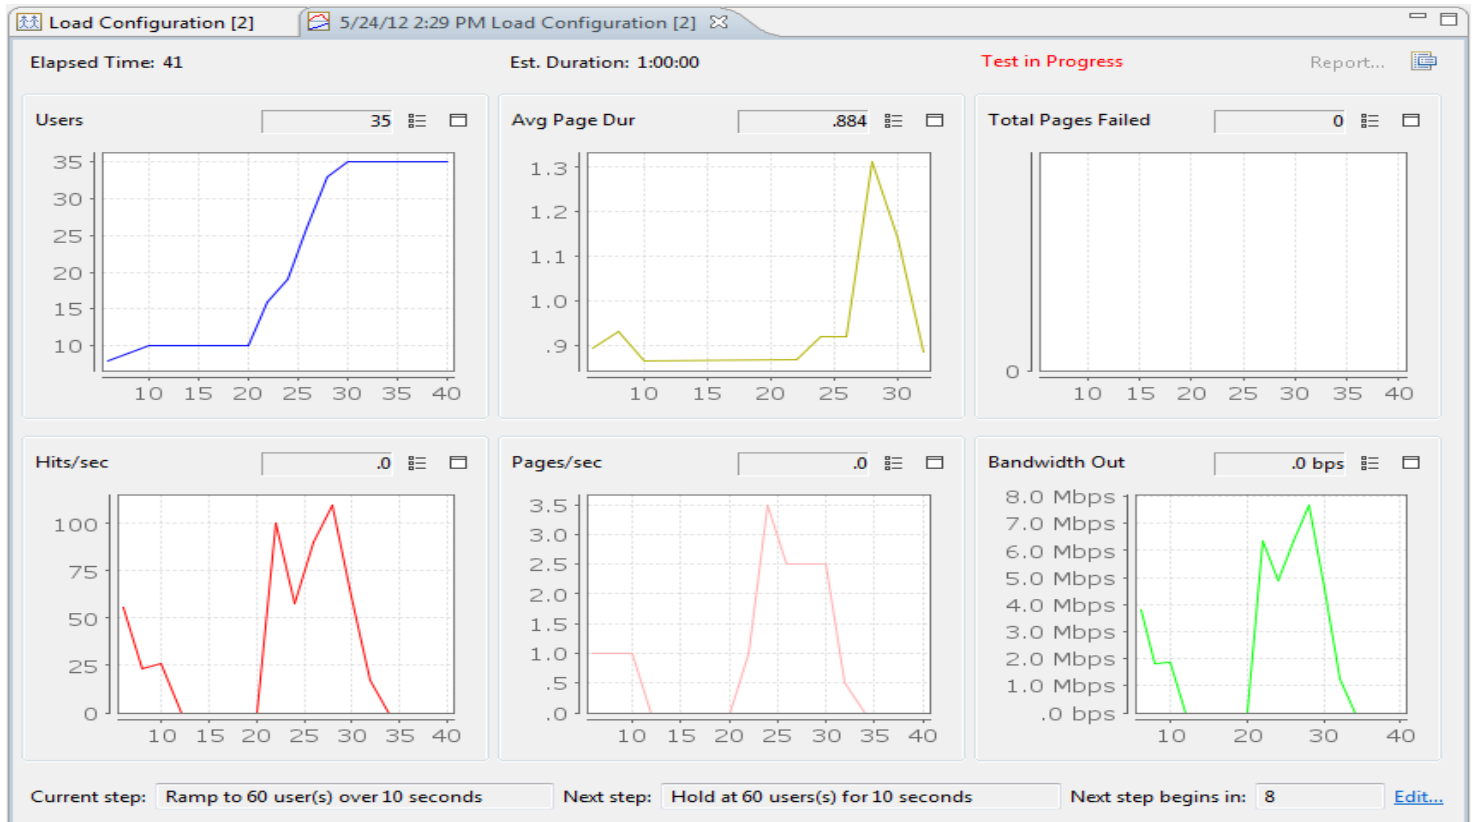 Load Configuration [2] 5/24/12 2:29 PM Load Configuration [2]
Elapsed Time: 41 Est. Duration: 1:00:00 Test in Progress Report...
Users 35 Avg Page Dur .884 Total Pages Failed 0
35
30
25
20
15
10
10 15 20 25 30 35 40
1.3
1.2
1.1
1.0
.9
10 15 20 25 30
0
10 15 20 25 30 35 40
Hits/sec .0 Pages/sec .0 Bandwidth Out .0 bps
100
75
50
25
0
10 15 20 25 30 35 40
3.5
3.0
2.5
2.0
1.5
1.0
.5
.0
10 15 20 25 30 35 40
8.0 Mbps
7.0 Mbps
6.0 Mbps
5.0 Mbps
4.0 Mbps
3.0 Mbps
2.0 Mbps
1.0 Mbps
.0 bps
10 20 30 40
Current step: Ramp to 60 user(s) over 10 seconds Next step: Hold at 60 users(s) for 10 seconds Next step begins in: 8 Edit...